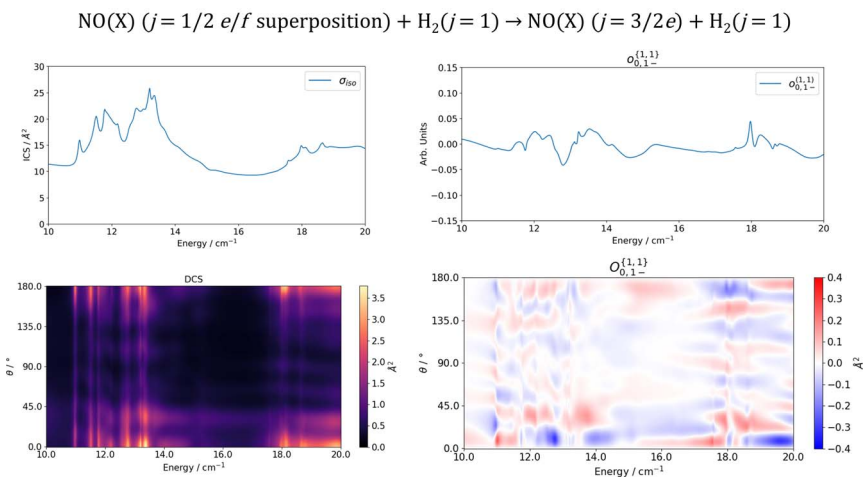 NO(X) (j = 1/2 e/f superposition) + H₂(j = 1) → NO(X) (j = 3/2e) + H₂(j = 1)
30
25
20
15
10
5
0
ICS / Å²
σ_iso
10 12 14 16 18 20
Energy / cm⁻¹
o_{0,1−}^{{1,1}}
0.15
0.10
0.05
0.00
−0.05
−0.10
−0.15
Arb. Units
o_{0,1−}^{{1,1}}
10 12 14 16 18 20
Energy / cm⁻¹
DCS
180.0
135.0
90.0
45.0
0.0
θ / °
10.0 12.0 14.0 16.0 18.0 20.0
Energy / cm⁻¹
3.5
3.0
2.5
2.0
1.5
1.0
0.5
0.0
Å²
O_{0,1−}^{{1,1}}
180.0
135.0
90.0
45.0
0.0
θ / °
10.0 12.0 14.0 16.0 18.0 20.0
Energy / cm⁻¹
0.4
0.3
0.2
0.1
0.0
−0.1
−0.2
−0.3
−0.4
Å²